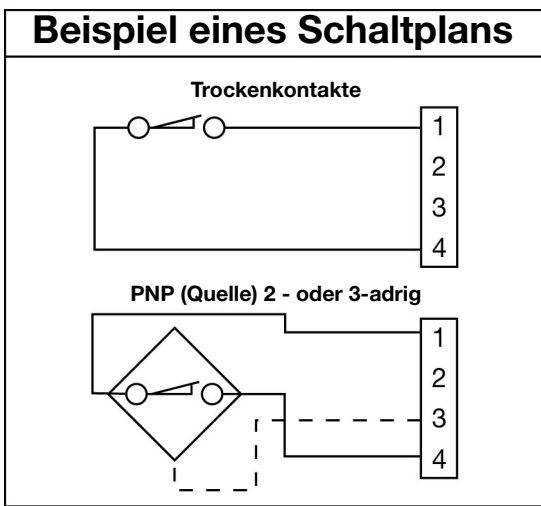 Beispiel eines Schaltplans
Trockenkontakte
1
2
3
4
PNP (Quelle) 2 - oder 3-adrig
1
2
3
4